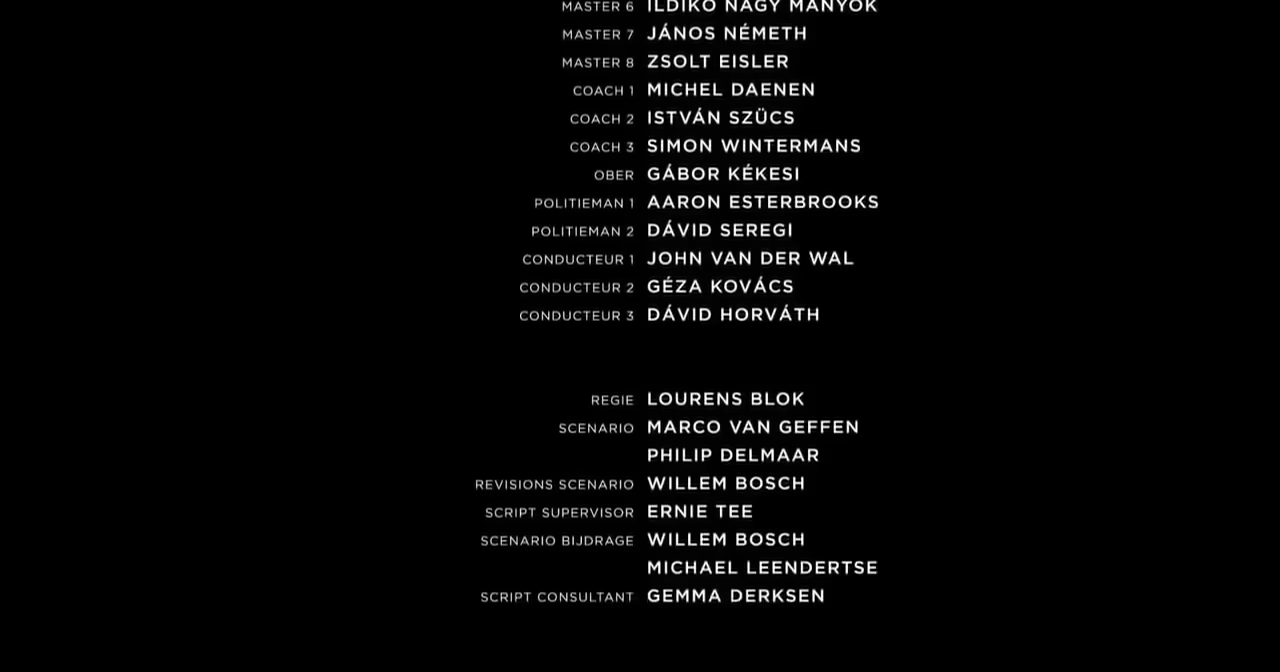 MASTER 6 ILDIKÓ NAGY MÁNYOK
MASTER 7 JÁNOS NÉMETH
MASTER 8 ZSOLT EISLER
COACH 1 MICHEL DAENEN
COACH 2 ISTVÁN SZÜCS
COACH 3 SIMON WINTERMANS
OBER GÁBOR KÉKESI
POLITIEMAN 1 AARON ESTERBROOKS
POLITIEMAN 2 DÁVID SEREGI
CONDUCTEUR 1 JOHN VAN DER WAL
CONDUCTEUR 2 GÉZA KOVÁCS
CONDUCTEUR 3 DÁVID HORVÁTH
REGIE LOURENS BLOK
SCENARIO MARCO VAN GEFFEN
PHILIP DELMAAR
REVISIONS SCENARIO WILLEM BOSCH
SCRIPT SUPERVISOR ERNIE TEE
SCENARIO BIJDRAGE WILLEM BOSCH
MICHAEL LEENDERTSE
SCRIPT CONSULTANT GEMMA DERKSEN